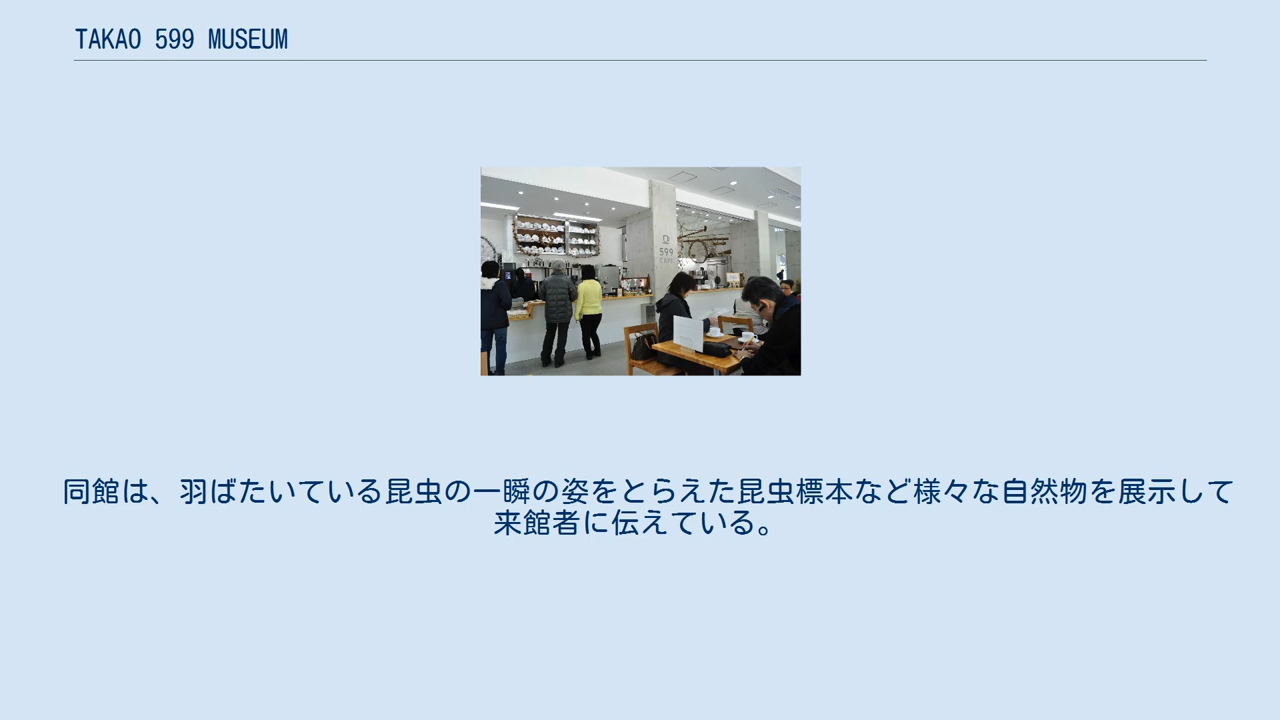 TAKAO 599 MUSEUM
599
CAFE
同館は、羽ばたいている昆虫の一瞬の姿をとらえた昆虫標本など様々な自然物を展示して
来館者に伝えている。